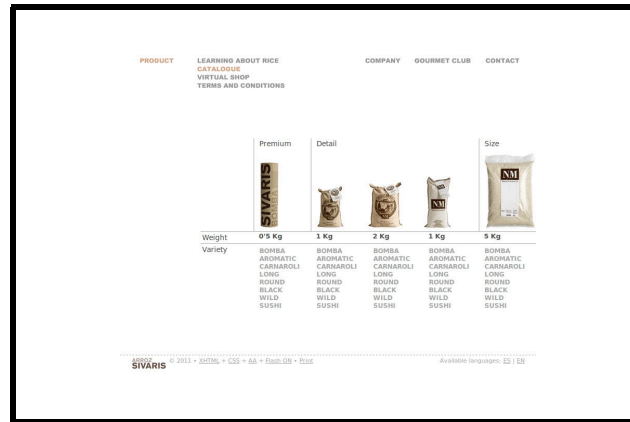 PRODUCT
LEARNING ABOUT RICE
CATALOGUE
VIRTUAL SHOP
TERMS AND CONDITIONS
COMPANY GOURMET CLUB CONTACT
Premium Detail Size
SIVARIS
BOMBA
NM
NM
Weight 0'5 Kg 1 Kg 2 Kg 1 Kg 5 Kg
Variety BOMBA BOMBA BOMBA BOMBA BOMBA
AROMATIC AROMATIC AROMATIC AROMATIC AROMATIC
CARNAROLI CARNAROLI CARNAROLI CARNAROLI CARNAROLI
LONG LONG LONG LONG LONG
ROUND ROUND ROUND ROUND ROUND
BLACK BLACK BLACK BLACK BLACK
WILD WILD WILD WILD WILD
SUSHI SUSHI SUSHI SUSHI SUSHI
ARROZ
SIVARIS
© 2011 • XHTML + CSS + AA + Flash ON • Print Available languages: ES | EN